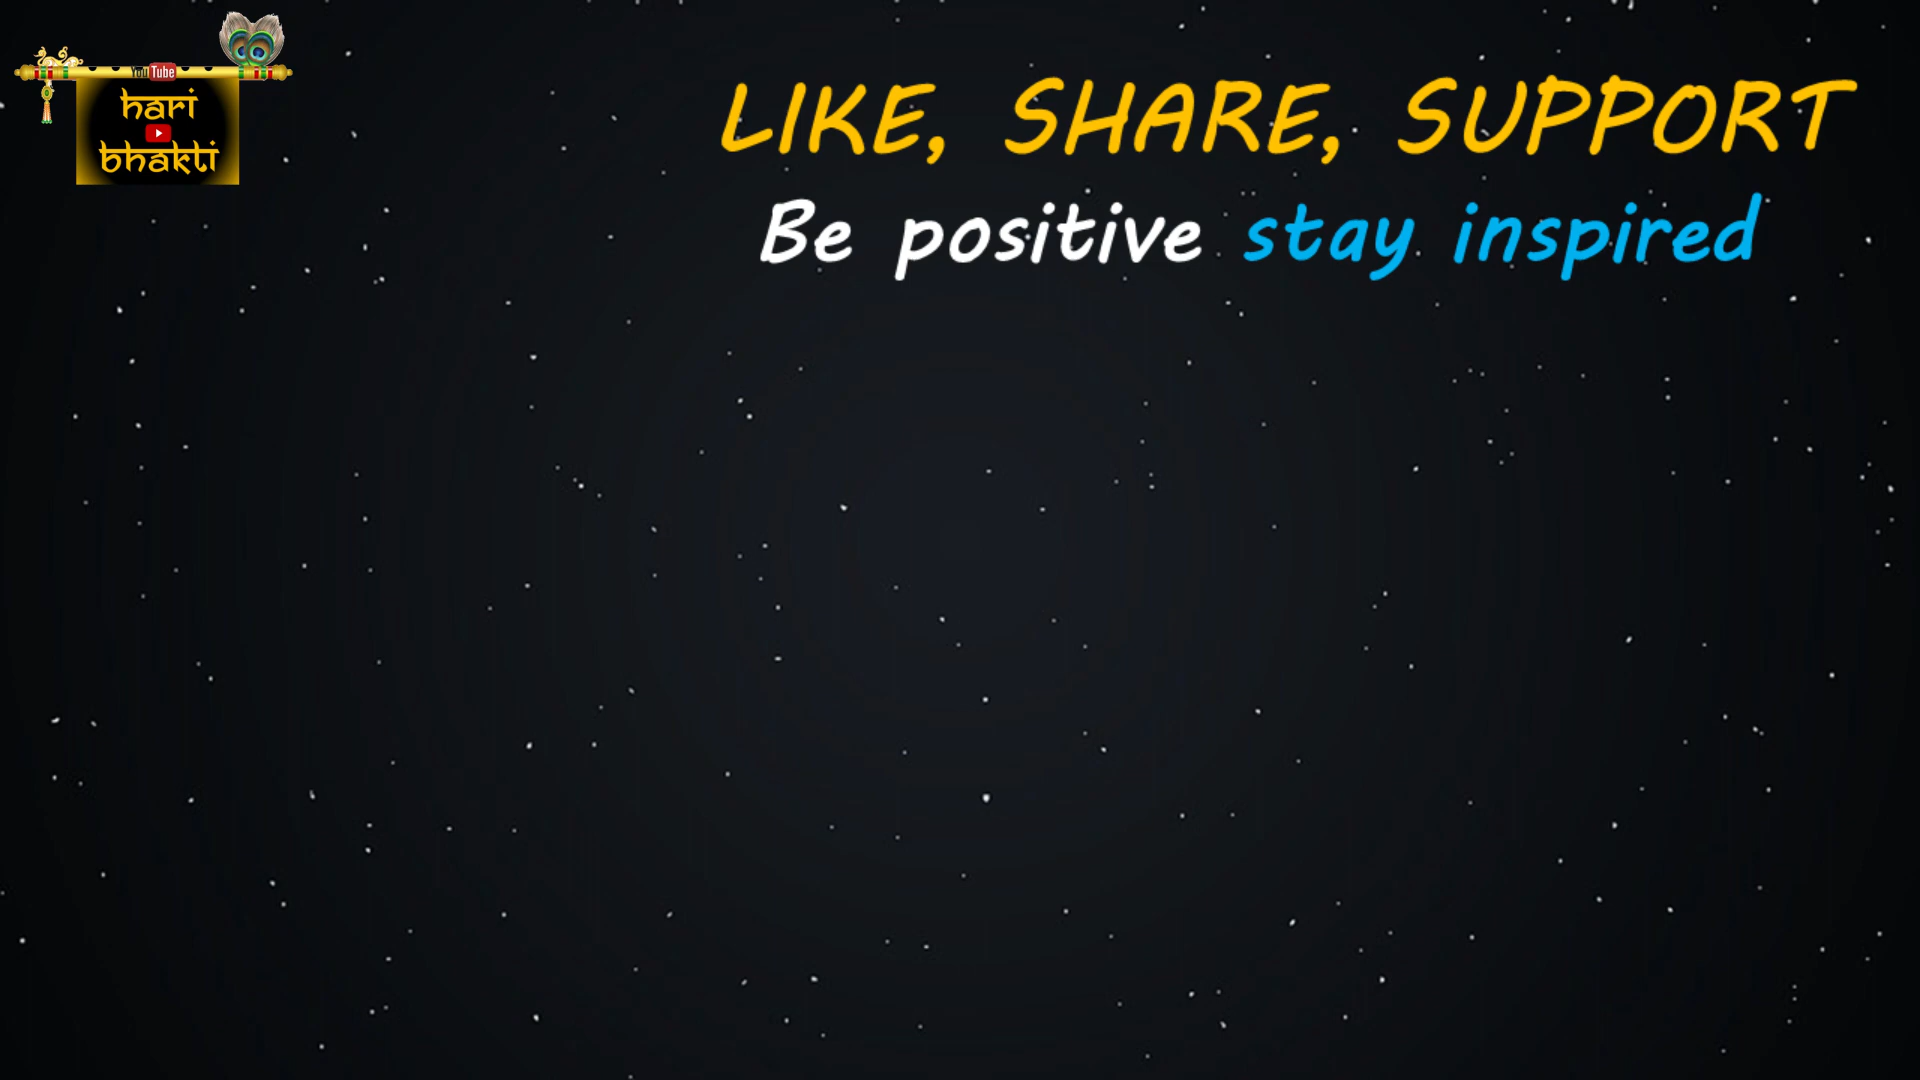 YouTube
hari
bhakti
LIKE, SHARE, SUPPORT
Be positive stay inspired